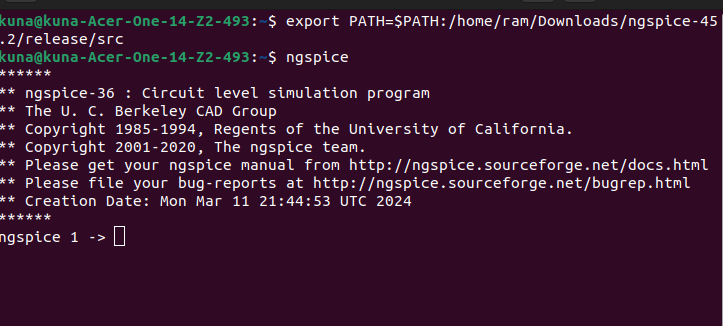 kuna@kuna-Acer-One-14-Z2-493:~$ export PATH=$PATH:/home/ram/Downloads/ngspice-45
.2/release/src
kuna@kuna-Acer-One-14-Z2-493:~$ ngspice
******
** ngspice-36 : Circuit level simulation program
** The U. C. Berkeley CAD Group
** Copyright 1985-1994, Regents of the University of California.
** Copyright 2001-2020, The ngspice team.
** Please get your ngspice manual from http://ngspice.sourceforge.net/docs.html
** Please file your bug-reports at http://ngspice.sourceforge.net/bugrep.html
** Creation Date: Mon Mar 11 21:44:53 UTC 2024
******
ngspice 1 ->